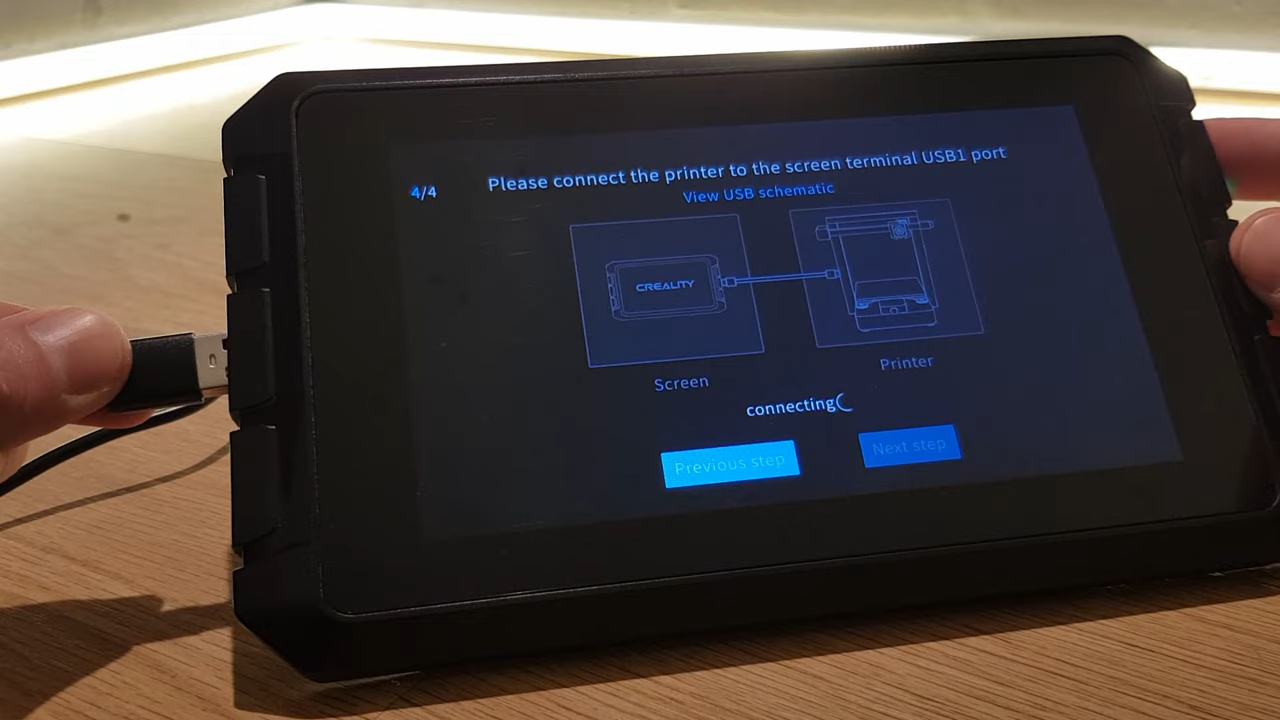 4/4
Please connect the printer to the screen terminal USB1 port
View USB schematic
CREALITY
Screen
Printer
connecting
Previous step
Next step